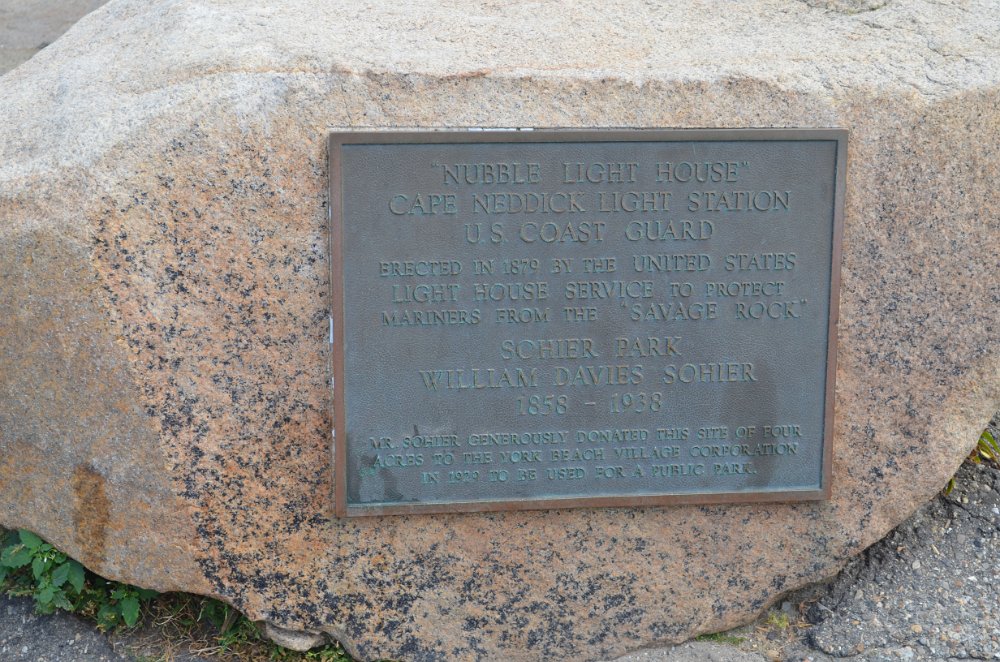 "NUBBLE LIGHT HOUSE"
CAPE NEDDICK LIGHT STATION
U.S. COAST GUARD
ERECTED IN 1879 BY THE UNITED STATES
LIGHT HOUSE SERVICE TO PROTECT
MARINERS FROM THE "SAVAGE ROCK."
SOHIER PARK
WILLIAM DAVIES SOHIER
1858 - 1938
MR. SOHIER GENEROUSLY DONATED THIS SITE OF FOUR
ACRES TO THE YORK BEACH VILLAGE CORPORATION
IN 1929 TO BE USED FOR A PUBLIC PARK.